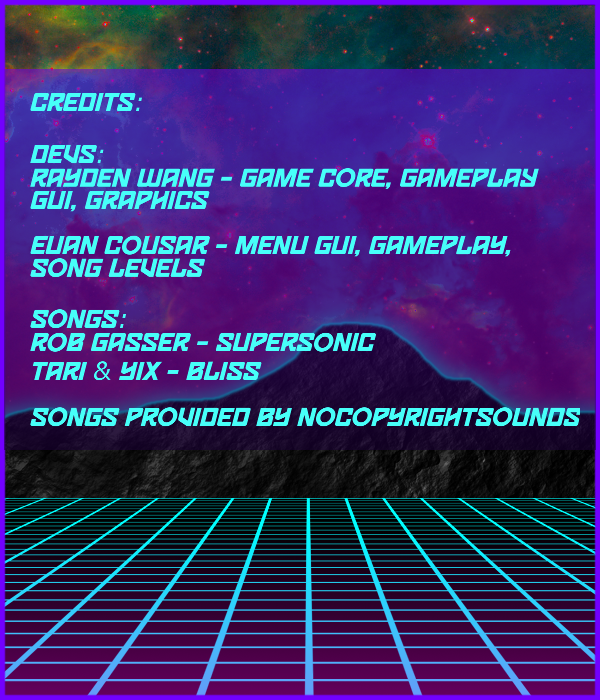 CREDITS:
DEVS:
RAYDEN WANG - GAME CORE, GAMEPLAY
GUI, GRAPHICS
EVAN COUSAR - MENU GUI, GAMEPLAY,
SONG LEVELS
SONGS:
ROB GASSER - SUPERSONIC
TARI & YIX - BLISS
SONGS PROVIDED BY NOCOPYRIGHTSOUNDS